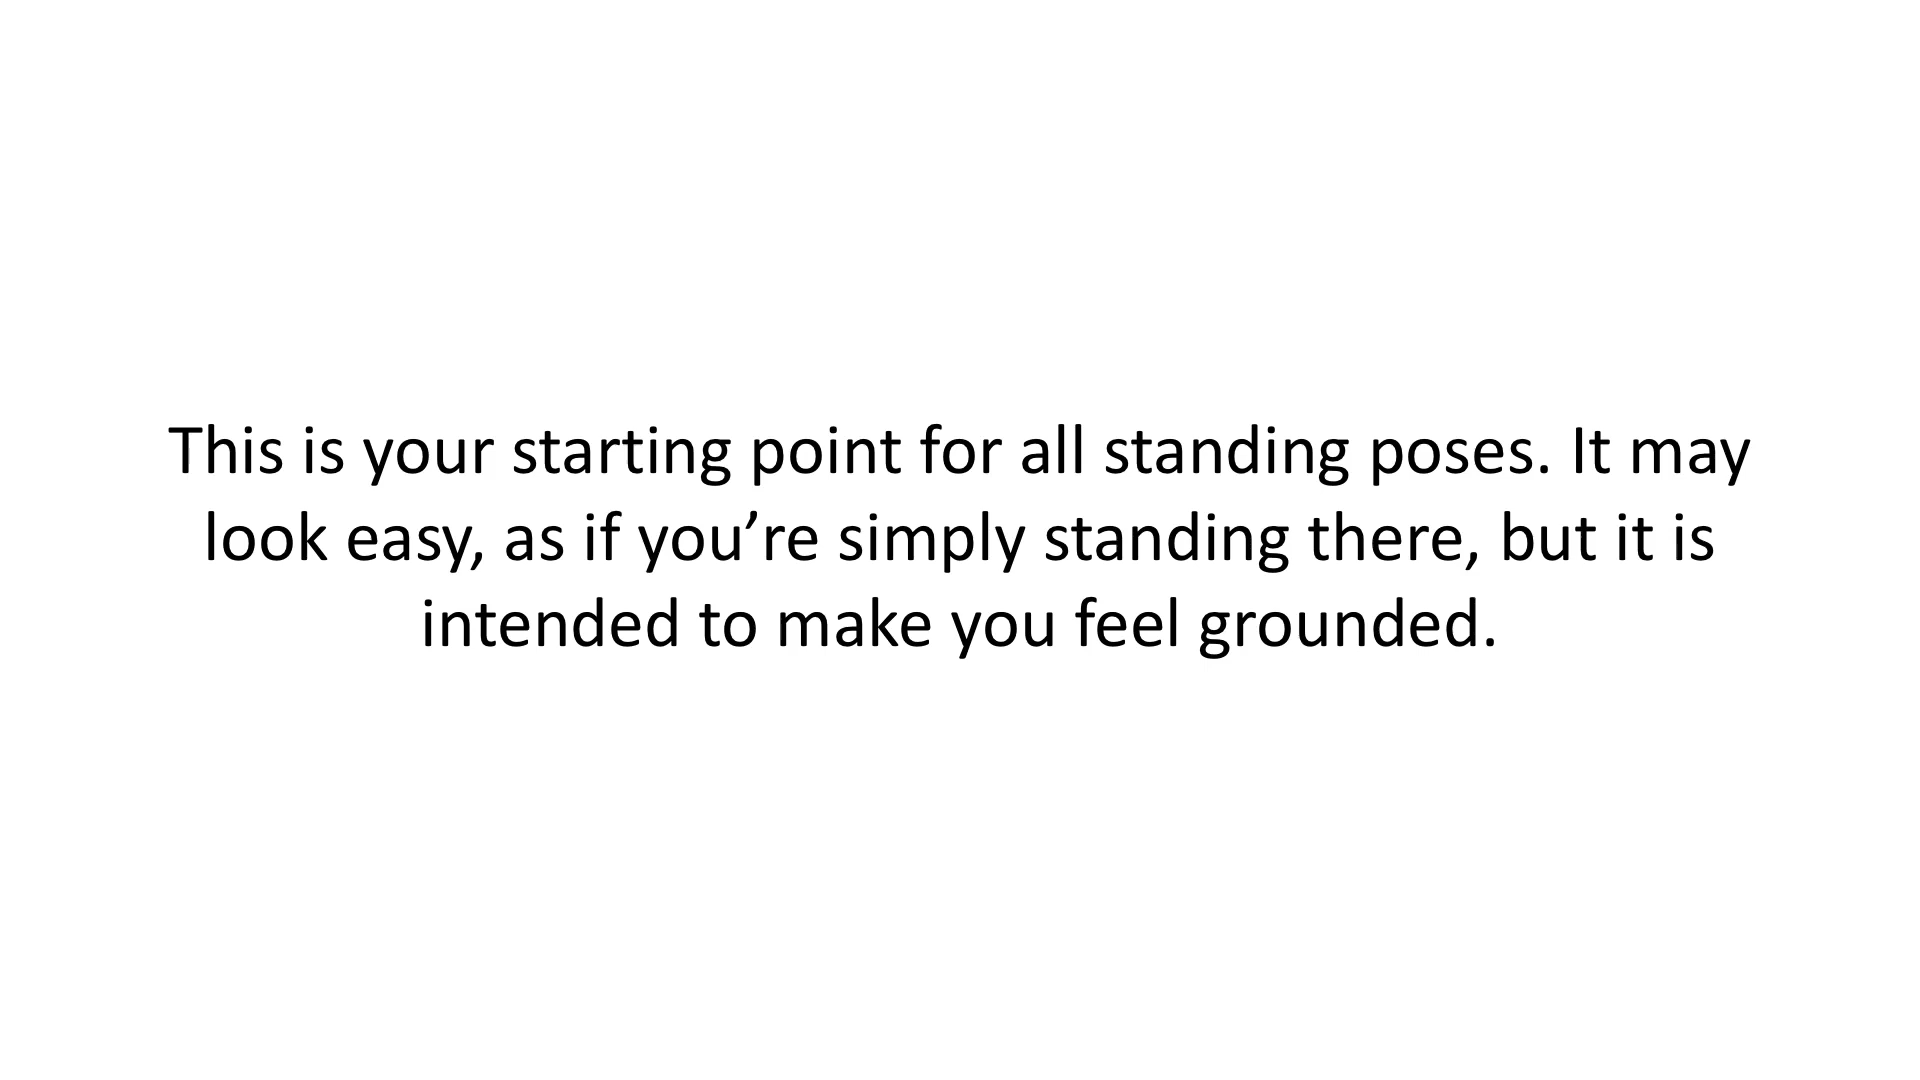 This is your starting point for all standing poses. It may
look easy, as if you’re simply standing there, but it is
intended to make you feel grounded.